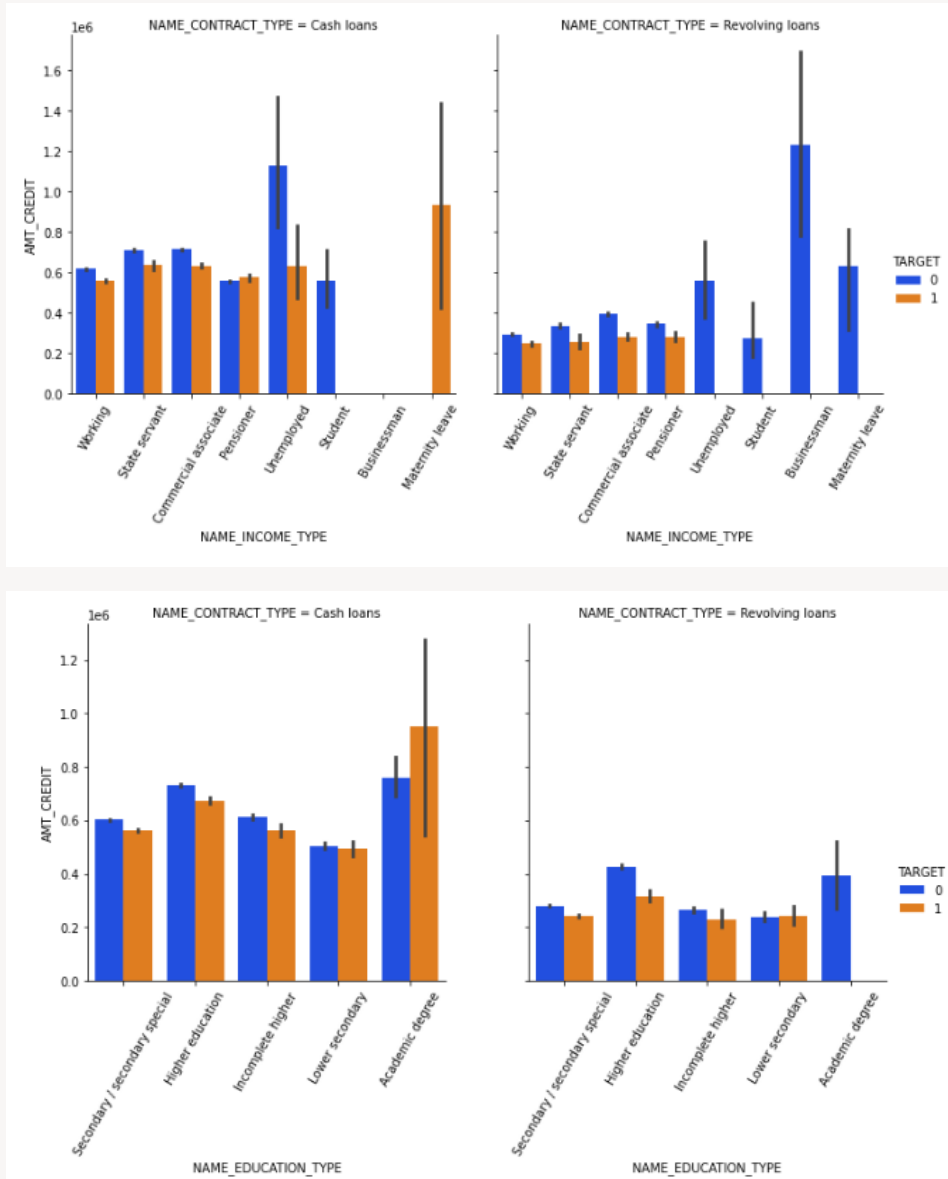 1e6
NAME_CONTRACT_TYPE = Cash loans
NAME_CONTRACT_TYPE = Revolving loans
1.6
1.4
1.2
1.0
0.8
0.6
0.4
0.2
0.0
AMT_CREDIT
Working
State servant
Commercial associate
Pensioner
Unemployed
Student
Businessman
Maternity leave
NAME_INCOME_TYPE
Working
State servant
Commercial associate
Pensioner
Unemployed
Student
Businessman
Maternity leave
NAME_INCOME_TYPE
TARGET
0
1
1e6
NAME_CONTRACT_TYPE = Cash loans
NAME_CONTRACT_TYPE = Revolving loans
1.2
1.0
0.8
0.6
0.4
0.2
0.0
AMT_CREDIT
Secondary / secondary special
Higher education
Incomplete higher
Lower secondary
Academic degree
NAME_EDUCATION_TYPE
Secondary / secondary special
Higher education
Incomplete higher
Lower secondary
Academic degree
NAME_EDUCATION_TYPE
TARGET
0
1